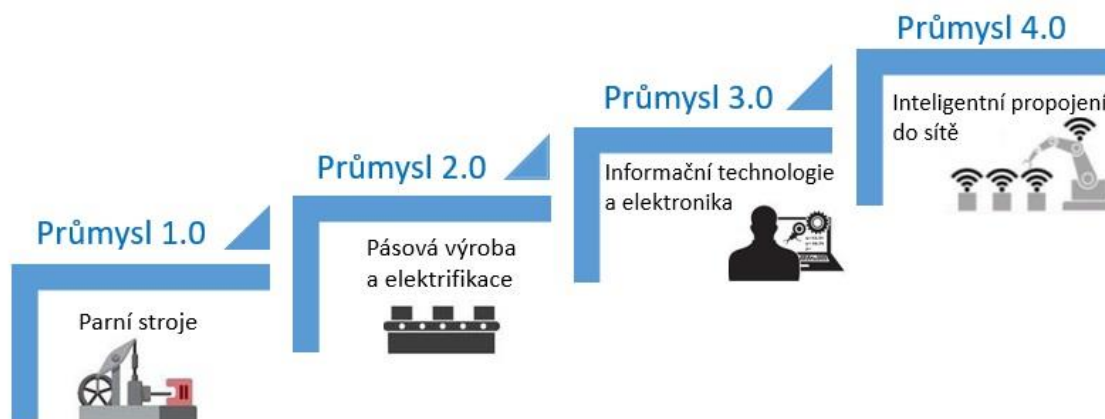 Průmysl 1.0
Parní stroje
Průmysl 2.0
Pásová výroba
a elektrifikace
Průmysl 3.0
Informační technologie
a elektronika
Průmysl 4.0
Inteligentní propojení
do sítě